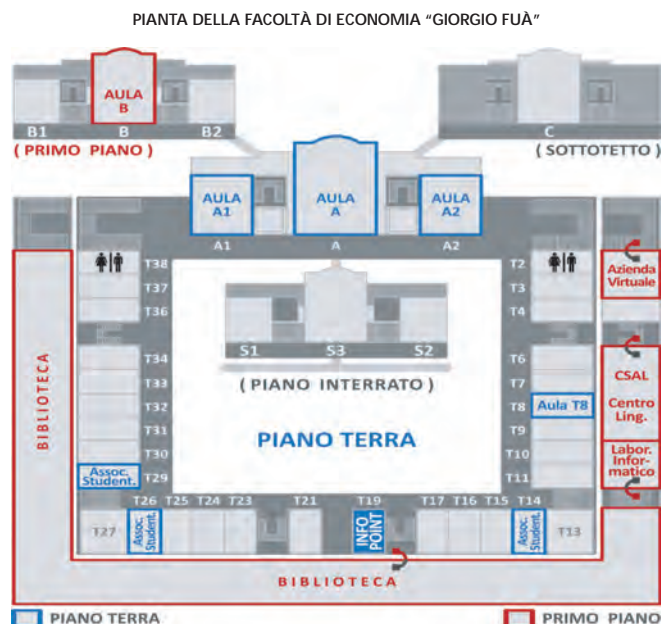 PIANTA DELLA FACOLTÀ DI ECONOMIA “GIORGIO FUÀ”
AULA
B
B1 B B2
( PRIMO PIANO )
C
( SOTTOTETTO )
AULA
A1
AULA
A
AULA
A2
A1 A A2
T38
T37
T36
T34
T33
T32
T31
T30
T29
T2
T3
T4
T6
T7
T8
T9
T10
T11
Azienda
Virtuale
CSAL
Centro
Ling.
Labor.
Infor-
matico
Aula T8
S1 S3 S2
( PIANO INTERRATO )
PIANO TERRA
BIBLIOTECA
Assoc.
Student.
T26 T25 T24 T23 T21 T19 T17 T16 T15 T14
T27
Assoc.
Student.
INFO
POINT
Assoc.
Student.
T13
BIBLIOTECA
PIANO TERRA
PRIMO PIANO